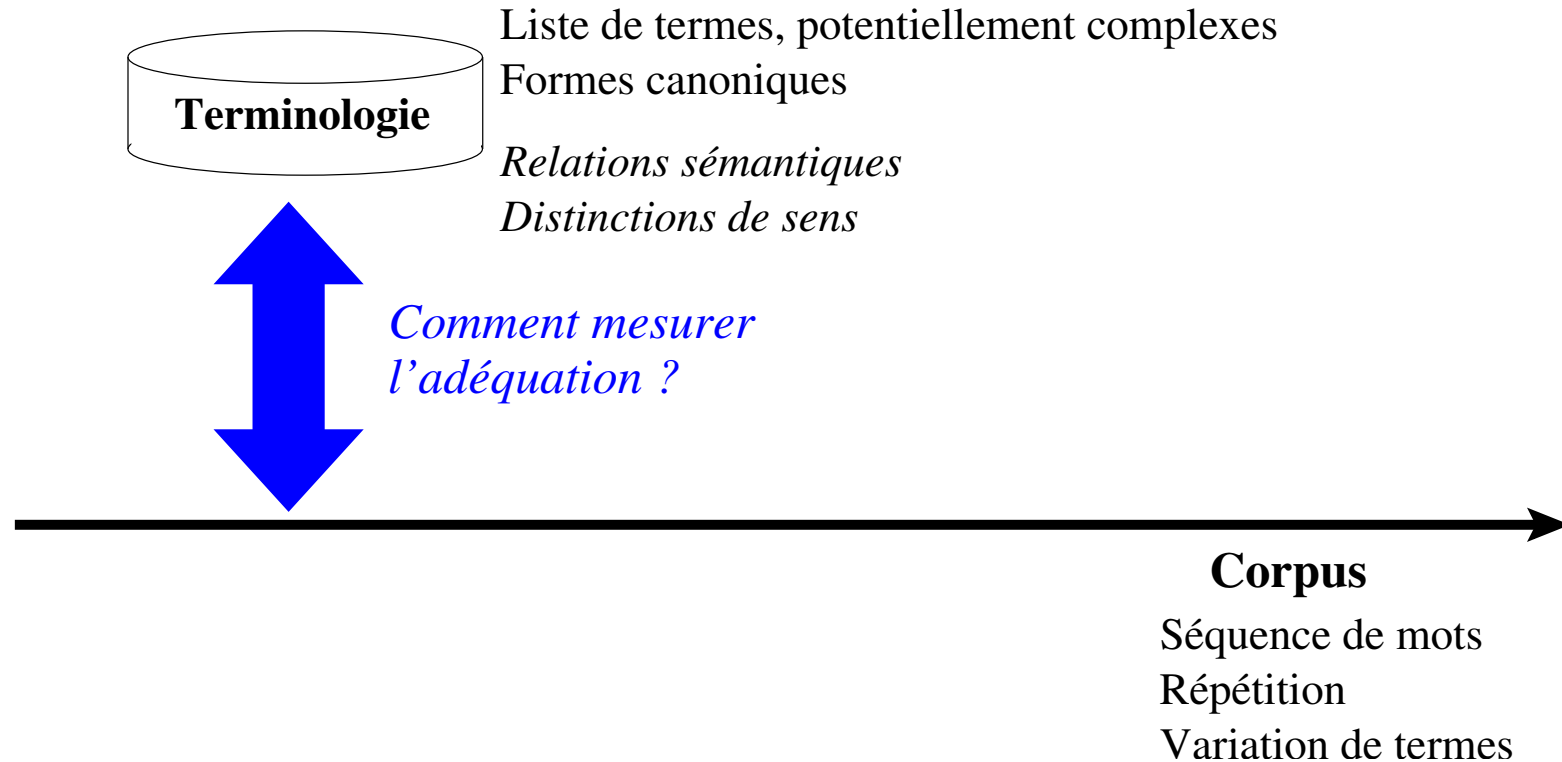 Liste de termes, potentiellement complexes
Formes canoniques
Terminologie
Relations sémantiques
Distinctions de sens
Comment mesurer
l’adéquation ?
Corpus
Séquence de mots
Répétition
Variation de termes